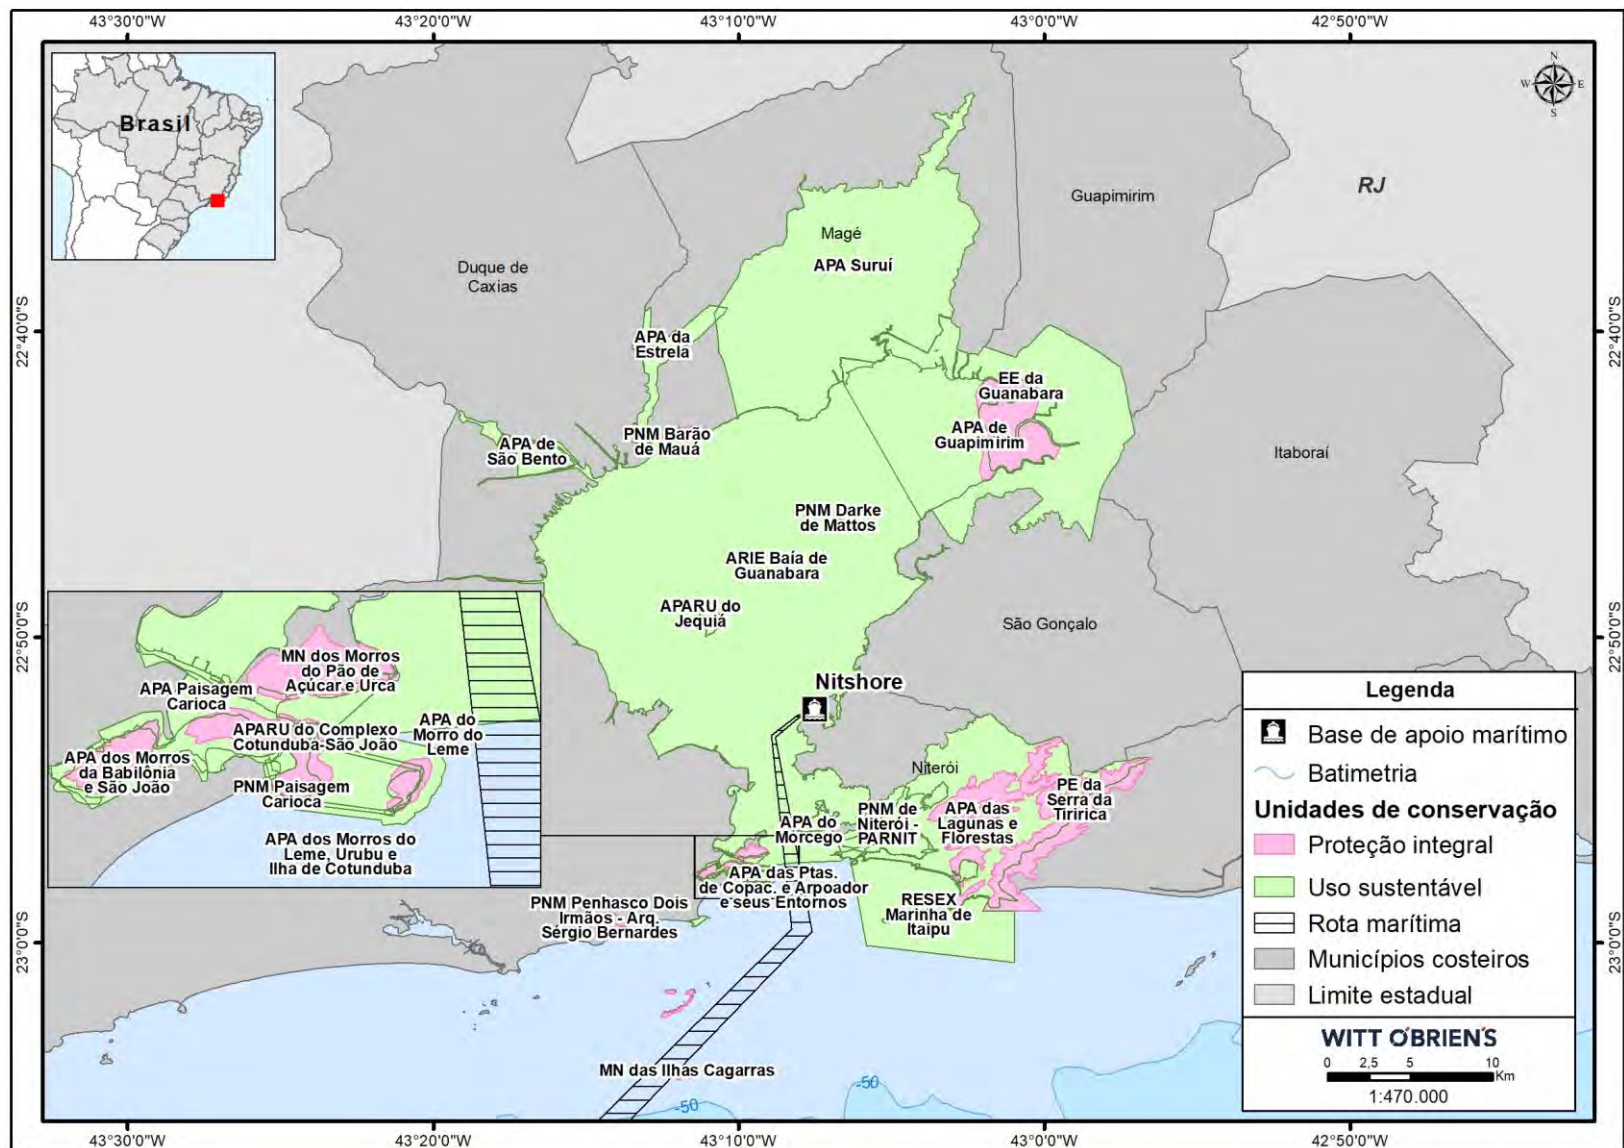 43°30'0"W
43°20'0"W
43°10'0"W
43°0'0"W
42°50'0"W
Brasil
N
W
E
S
RJ
Guapimirim
Magé
APA Suruí
Duque de
Caxias
22°40'0"S
22°40'0"S
APA da
Estrela
EE da
Guanabara
APA de
Guapimirim
PNM Barão
de Mauá
APA de
São Bento
Itaboraí
PNM Darke
de Mattos
ARIE Baía de
Guanabara
APARU do
Jequiá
São Gonçalo
22°50'0"S
22°50'0"S
MN dos Morros
do Pão de
Açúcar e Urca
APA Paisagem
Carioca
APARU do Complexo
Cotunduba-São João
APA do
Morro do
Leme
APA dos Morros
da Babilônia
e São João
PNM Paisagem
Carioca
APA dos Morros do
Leme, Urubu e
Ilha de Cotunduba
Nitshore
Niterói
PE da
Serra da
Tiririca
APA do
Morcego
PNM de
Niterói -
PARNIT
APA das
Lagunas e
Florestas
APA das Ptas.
de Copac. e Arpoador
e seus Entornos
RESEX
Marinha de
Itaipu
PNM Penhasco Dois
Irmãos - Arq.
Sérgio Bernardes
23°0'0"S
23°0'0"S
MN das Ilhas Cagarras
-50
-50
Legenda
Base de apoio marítimo
Batimetria
Unidades de conservação
Proteção integral
Uso sustentável
Rota marítima
Municípios costeiros
Limite estadual
WITT O'BRIEN'S
0 2,5 5 10
Km
1:470.000
43°30'0"W
43°20'0"W
43°10'0"W
43°0'0"W
42°50'0"W